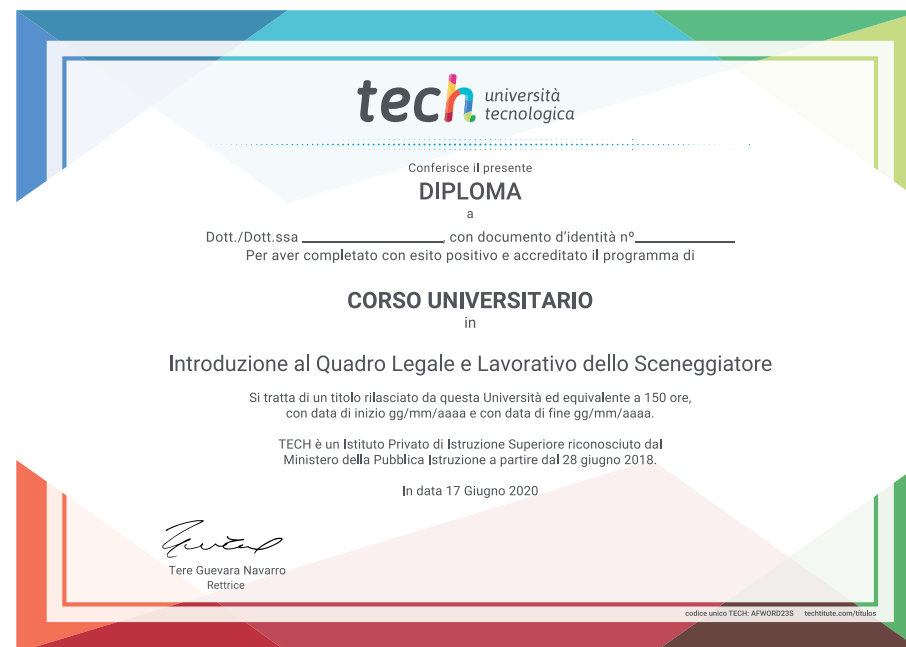 tech università
tecnologica
Conferisce il presente
DIPLOMA
a
Dott./Dott.ssa ____________________, con documento d'identità nº______________
Per aver completato con esito positivo e accreditato il programma di
CORSO UNIVERSITARIO
in
Introduzione al Quadro Legale e Lavorativo dello Sceneggiatore
Si tratta di un titolo rilasciato da questa Università ed equivalente a 150 ore,
con data di inizio gg/mm/aaaa e con data di fine gg/mm/aaaa.
TECH è un Istituto Privato di Istruzione Superiore riconosciuto dal
Ministero della Pubblica Istruzione a partire dal 28 giugno 2018.
In data 17 Giugno 2020
Tere Guevara Navarro
Rettrice
codice unico TECH: AFWORD23S techtitute.com/titulos